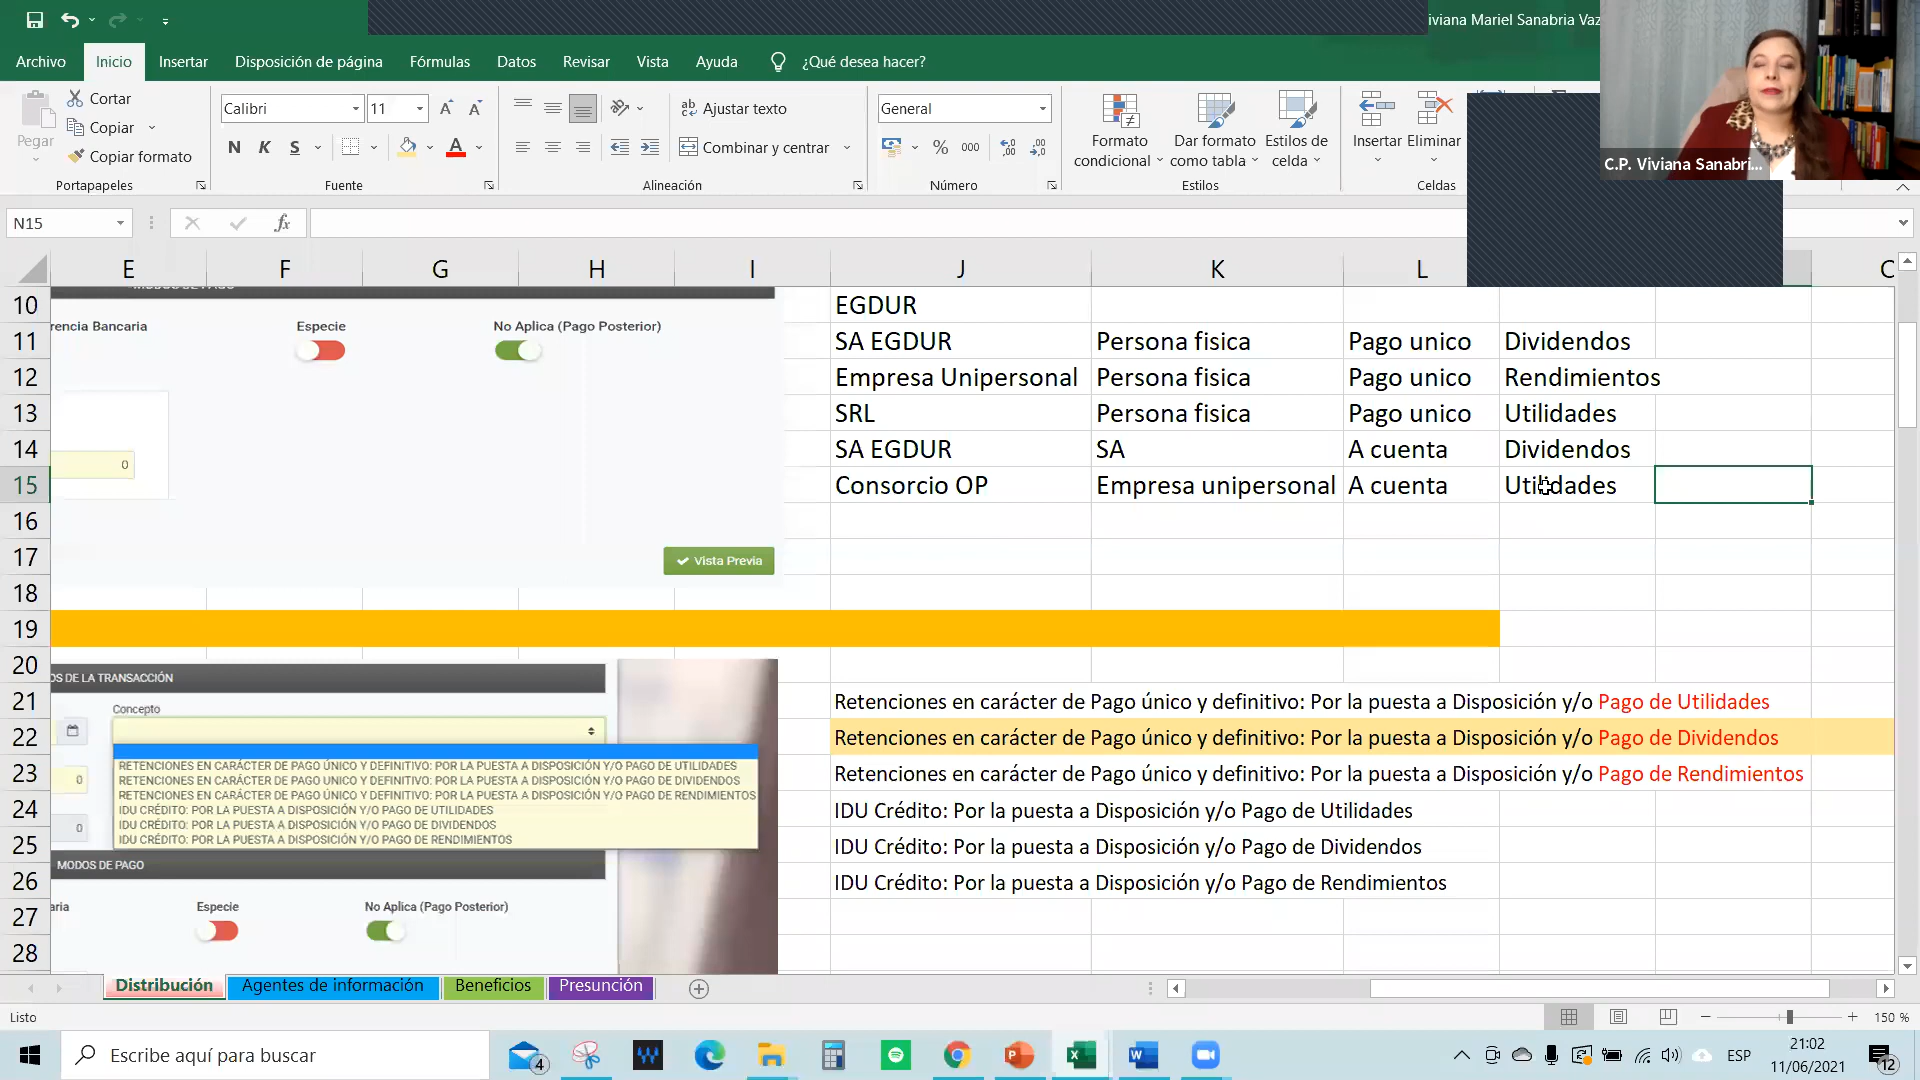 iviana Mariel Sanabria Vaz
Archivo Inicio Insertar Disposición de página Fórmulas Datos Revisar Vista Ayuda ¿Qué desea hacer?
Pegar
Cortar
Copiar
Copiar formato
Portapapeles
Calibri 11
N K S
Fuente
Ajustar texto
Combinar y centrar
Alineación
General
% 000
Número
Formato condicional
Dar formato como tabla
Estilos de celda
Estilos
Insertar Eliminar
Celdas
C.P. Viviana Sanabri...
N15 fx
E F G H I J K L C
10 EGDUR
11 SA EGDUR Persona fisica Pago unico Dividendos
12 Empresa Unipersonal Persona fisica Pago unico Rendimientos
13 SRL Persona fisica Pago unico Utilidades
14 SA EGDUR SA A cuenta Dividendos
15 Consorcio OP Empresa unipersonal A cuenta Utilidades
16
17
18
19
20
21 Retenciones en carácter de Pago único y definitivo: Por la puesta a Disposición y/o Pago de Utilidades
22 Retenciones en carácter de Pago único y definitivo: Por la puesta a Disposición y/o Pago de Dividendos
23 Retenciones en carácter de Pago único y definitivo: Por la puesta a Disposición y/o Pago de Rendimientos
24 IDU Crédito: Por la puesta a Disposición y/o Pago de Utilidades
25 IDU Crédito: Por la puesta a Disposición y/o Pago de Dividendos
26 IDU Crédito: Por la puesta a Disposición y/o Pago de Rendimientos
27
28
rencia Bancaria Especie No Aplica (Pago Posterior)
0
Vista Previa
OS DE LA TRANSACCIÓN
Concepto
RETENCIONES EN CARÁCTER DE PAGO ÚNICO Y DEFINITIVO: POR LA PUESTA A DISPOSICIÓN Y/O PAGO DE UTILIDADES
0 RETENCIONES EN CARÁCTER DE PAGO ÚNICO Y DEFINITIVO: POR LA PUESTA A DISPOSICIÓN Y/O PAGO DE DIVIDENDOS
RETENCIONES EN CARÁCTER DE PAGO ÚNICO Y DEFINITIVO: POR LA PUESTA A DISPOSICIÓN Y/O PAGO DE RENDIMIENTOS
IDU CRÉDITO: POR LA PUESTA A DISPOSICIÓN Y/O PAGO DE UTILIDADES
0 IDU CRÉDITO: POR LA PUESTA A DISPOSICIÓN Y/O PAGO DE DIVIDENDOS
IDU CRÉDITO: POR LA PUESTA A DISPOSICIÓN Y/O PAGO DE RENDIMIENTOS
MODOS DE PAGO
aria Especie No Aplica (Pago Posterior)
Distribución Agentes de información Beneficios Presunción
Listo
150 %
Escribe aquí para buscar
4
ESP
21:02
11/06/2021
12